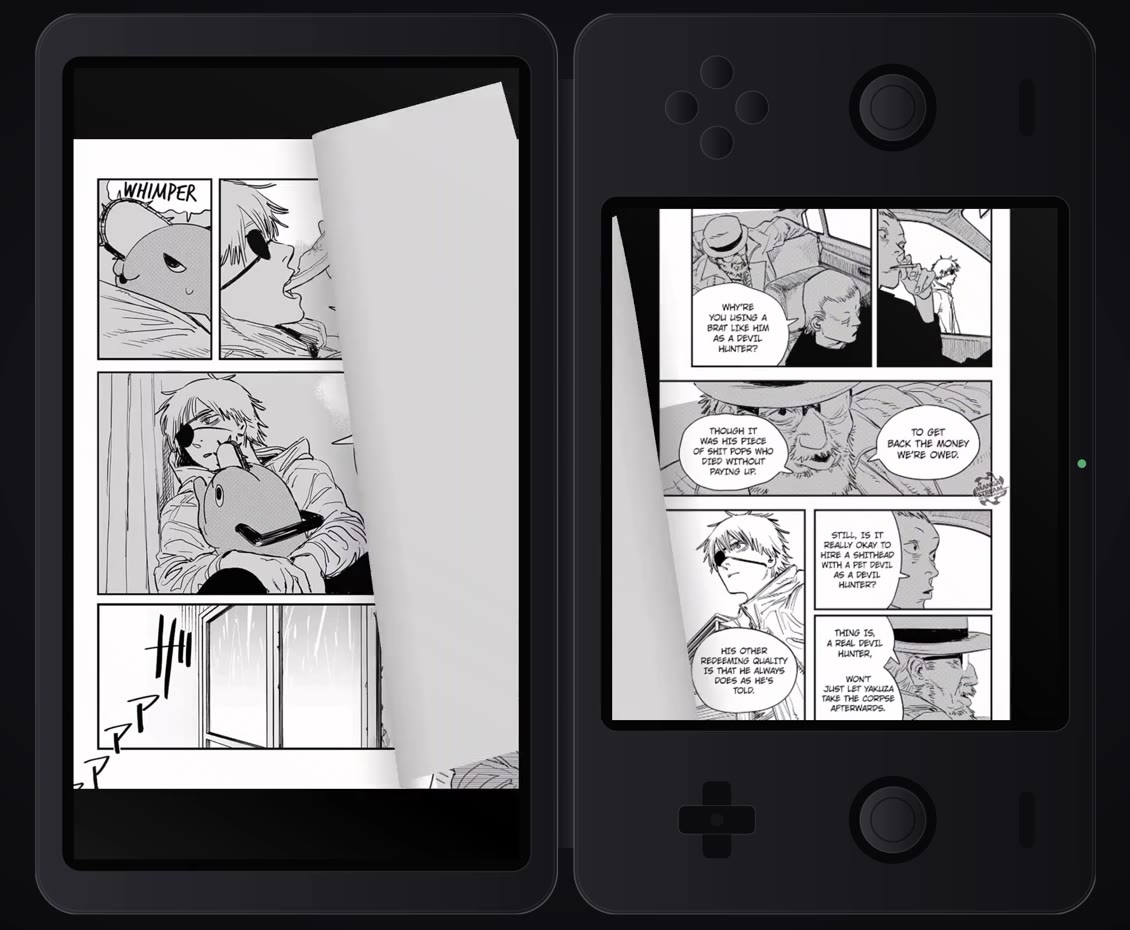 WHIMPER
WHY'RE
YOU USING A
BRAT LIKE HIM
AS A DEVIL
HUNTER?
THOUGH IT
WAS HIS PIECE
OF SHIT POPS WHO
DIED WITHOUT
PAYING UP.
TO GET
BACK THE MONEY
WE'RE OWED.
MANGA
STREAM
HIS OTHER
REDEEMING QUALITY
IS THAT HE ALWAYS
DOES AS HE'S
TOLD.
STILL, IS IT
REALLY OKAY TO
HIRE A SHITHEAD
WITH A PET DEVIL
AS A DEVIL
HUNTER?
THING IS,
A REAL DEVIL
HUNTER,
WON'T
JUST LET YAKUZA
TAKE THE CORPSE
AFTERWARDS.